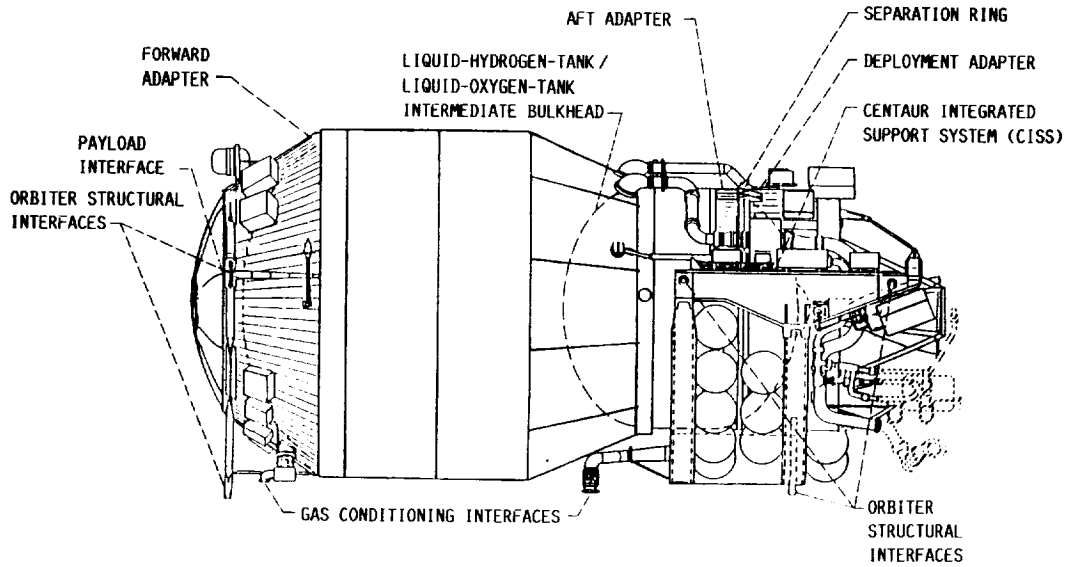 AFT ADAPTER
SEPARATION RING
FORWARD
ADAPTER
LIQUID-HYDROGEN-TANK/
LIQUID-OXYGEN-TANK
INTERMEDIATE BULKHEAD
DEPLOYMENT ADAPTER
CENTAUR INTEGRATED
SUPPORT SYSTEM (CISS)
PAYLOAD
INTERFACE
ORBITER STRUCTURAL
INTERFACES
GAS CONDITIONING INTERFACES
ORBITER
STRUCTURAL
INTERFACES